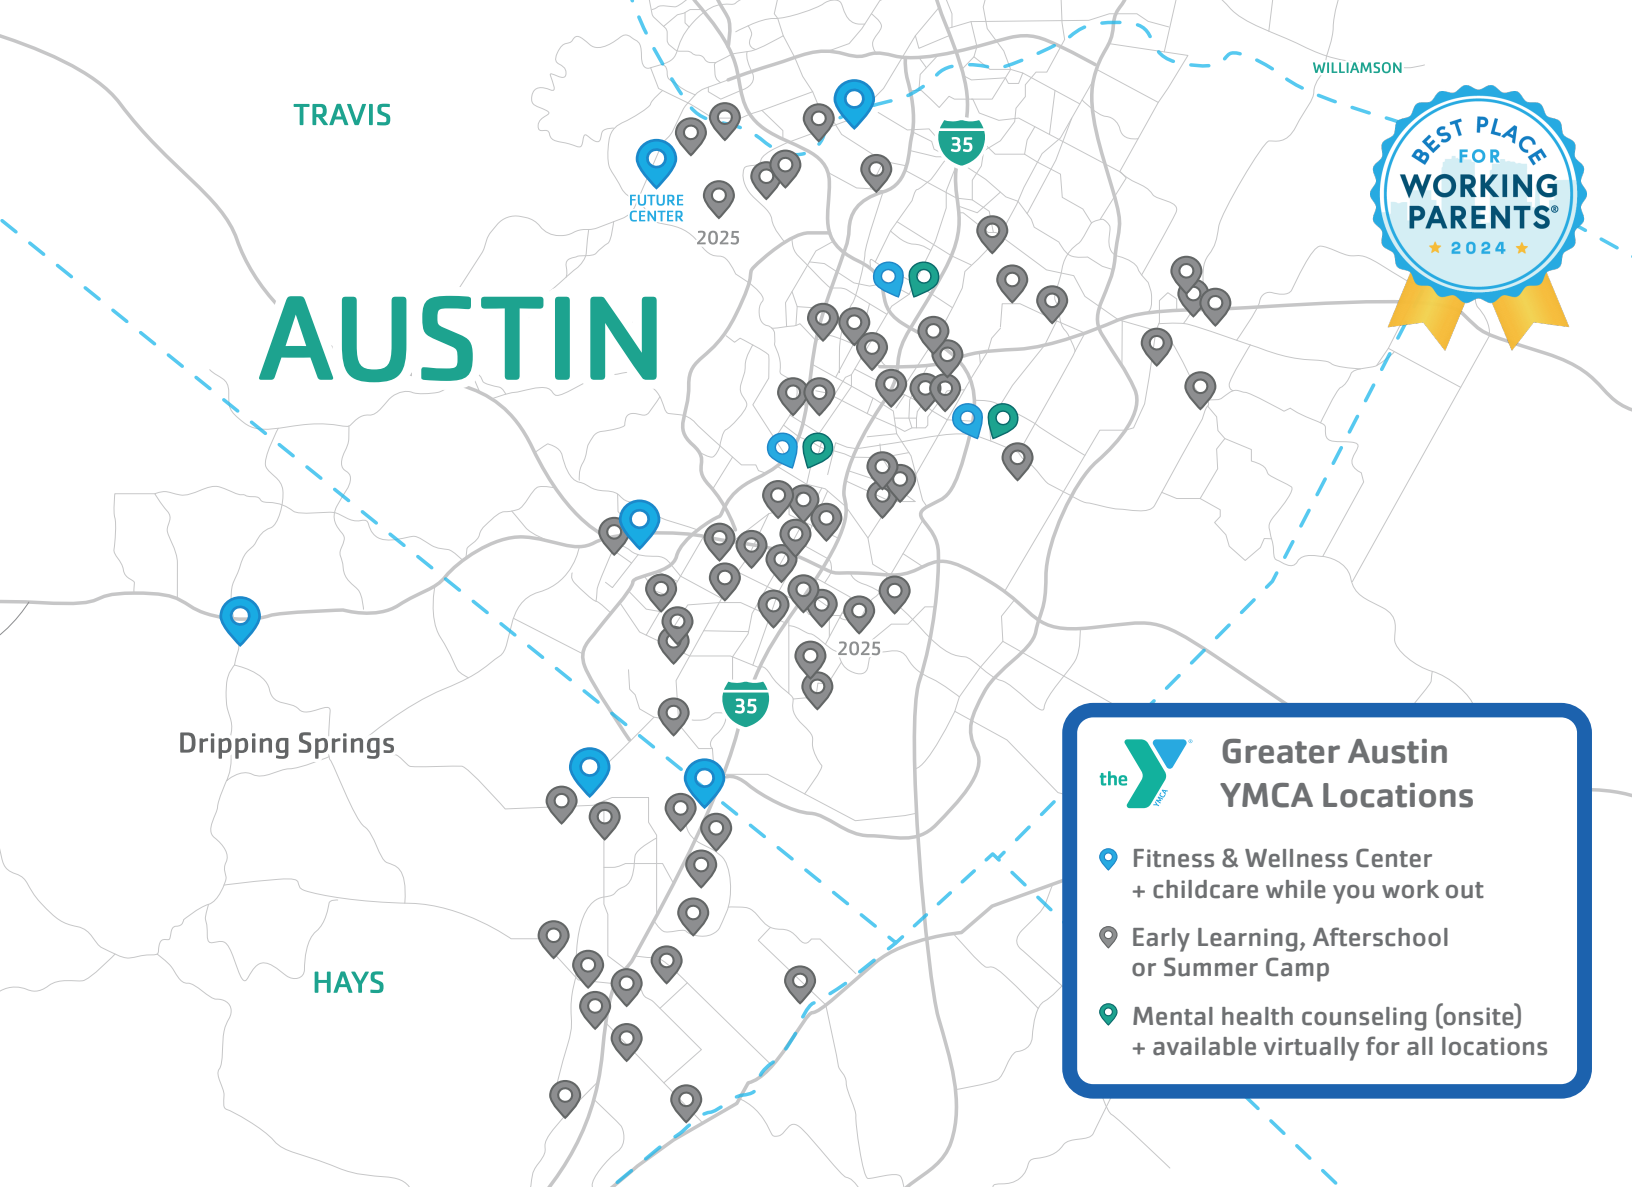 TRAVIS
WILLIAMSON
BEST PLACE
FOR
WORKING
PARENTS®
2024
35
FUTURE
CENTER
2025
AUSTIN
2025
35
Dripping Springs
HAYS
the
YMCA
®
Greater Austin
YMCA Locations
Fitness & Wellness Center
+ childcare while you work out
Early Learning, Afterschool
or Summer Camp
Mental health counseling (onsite)
+ available virtually for all locations